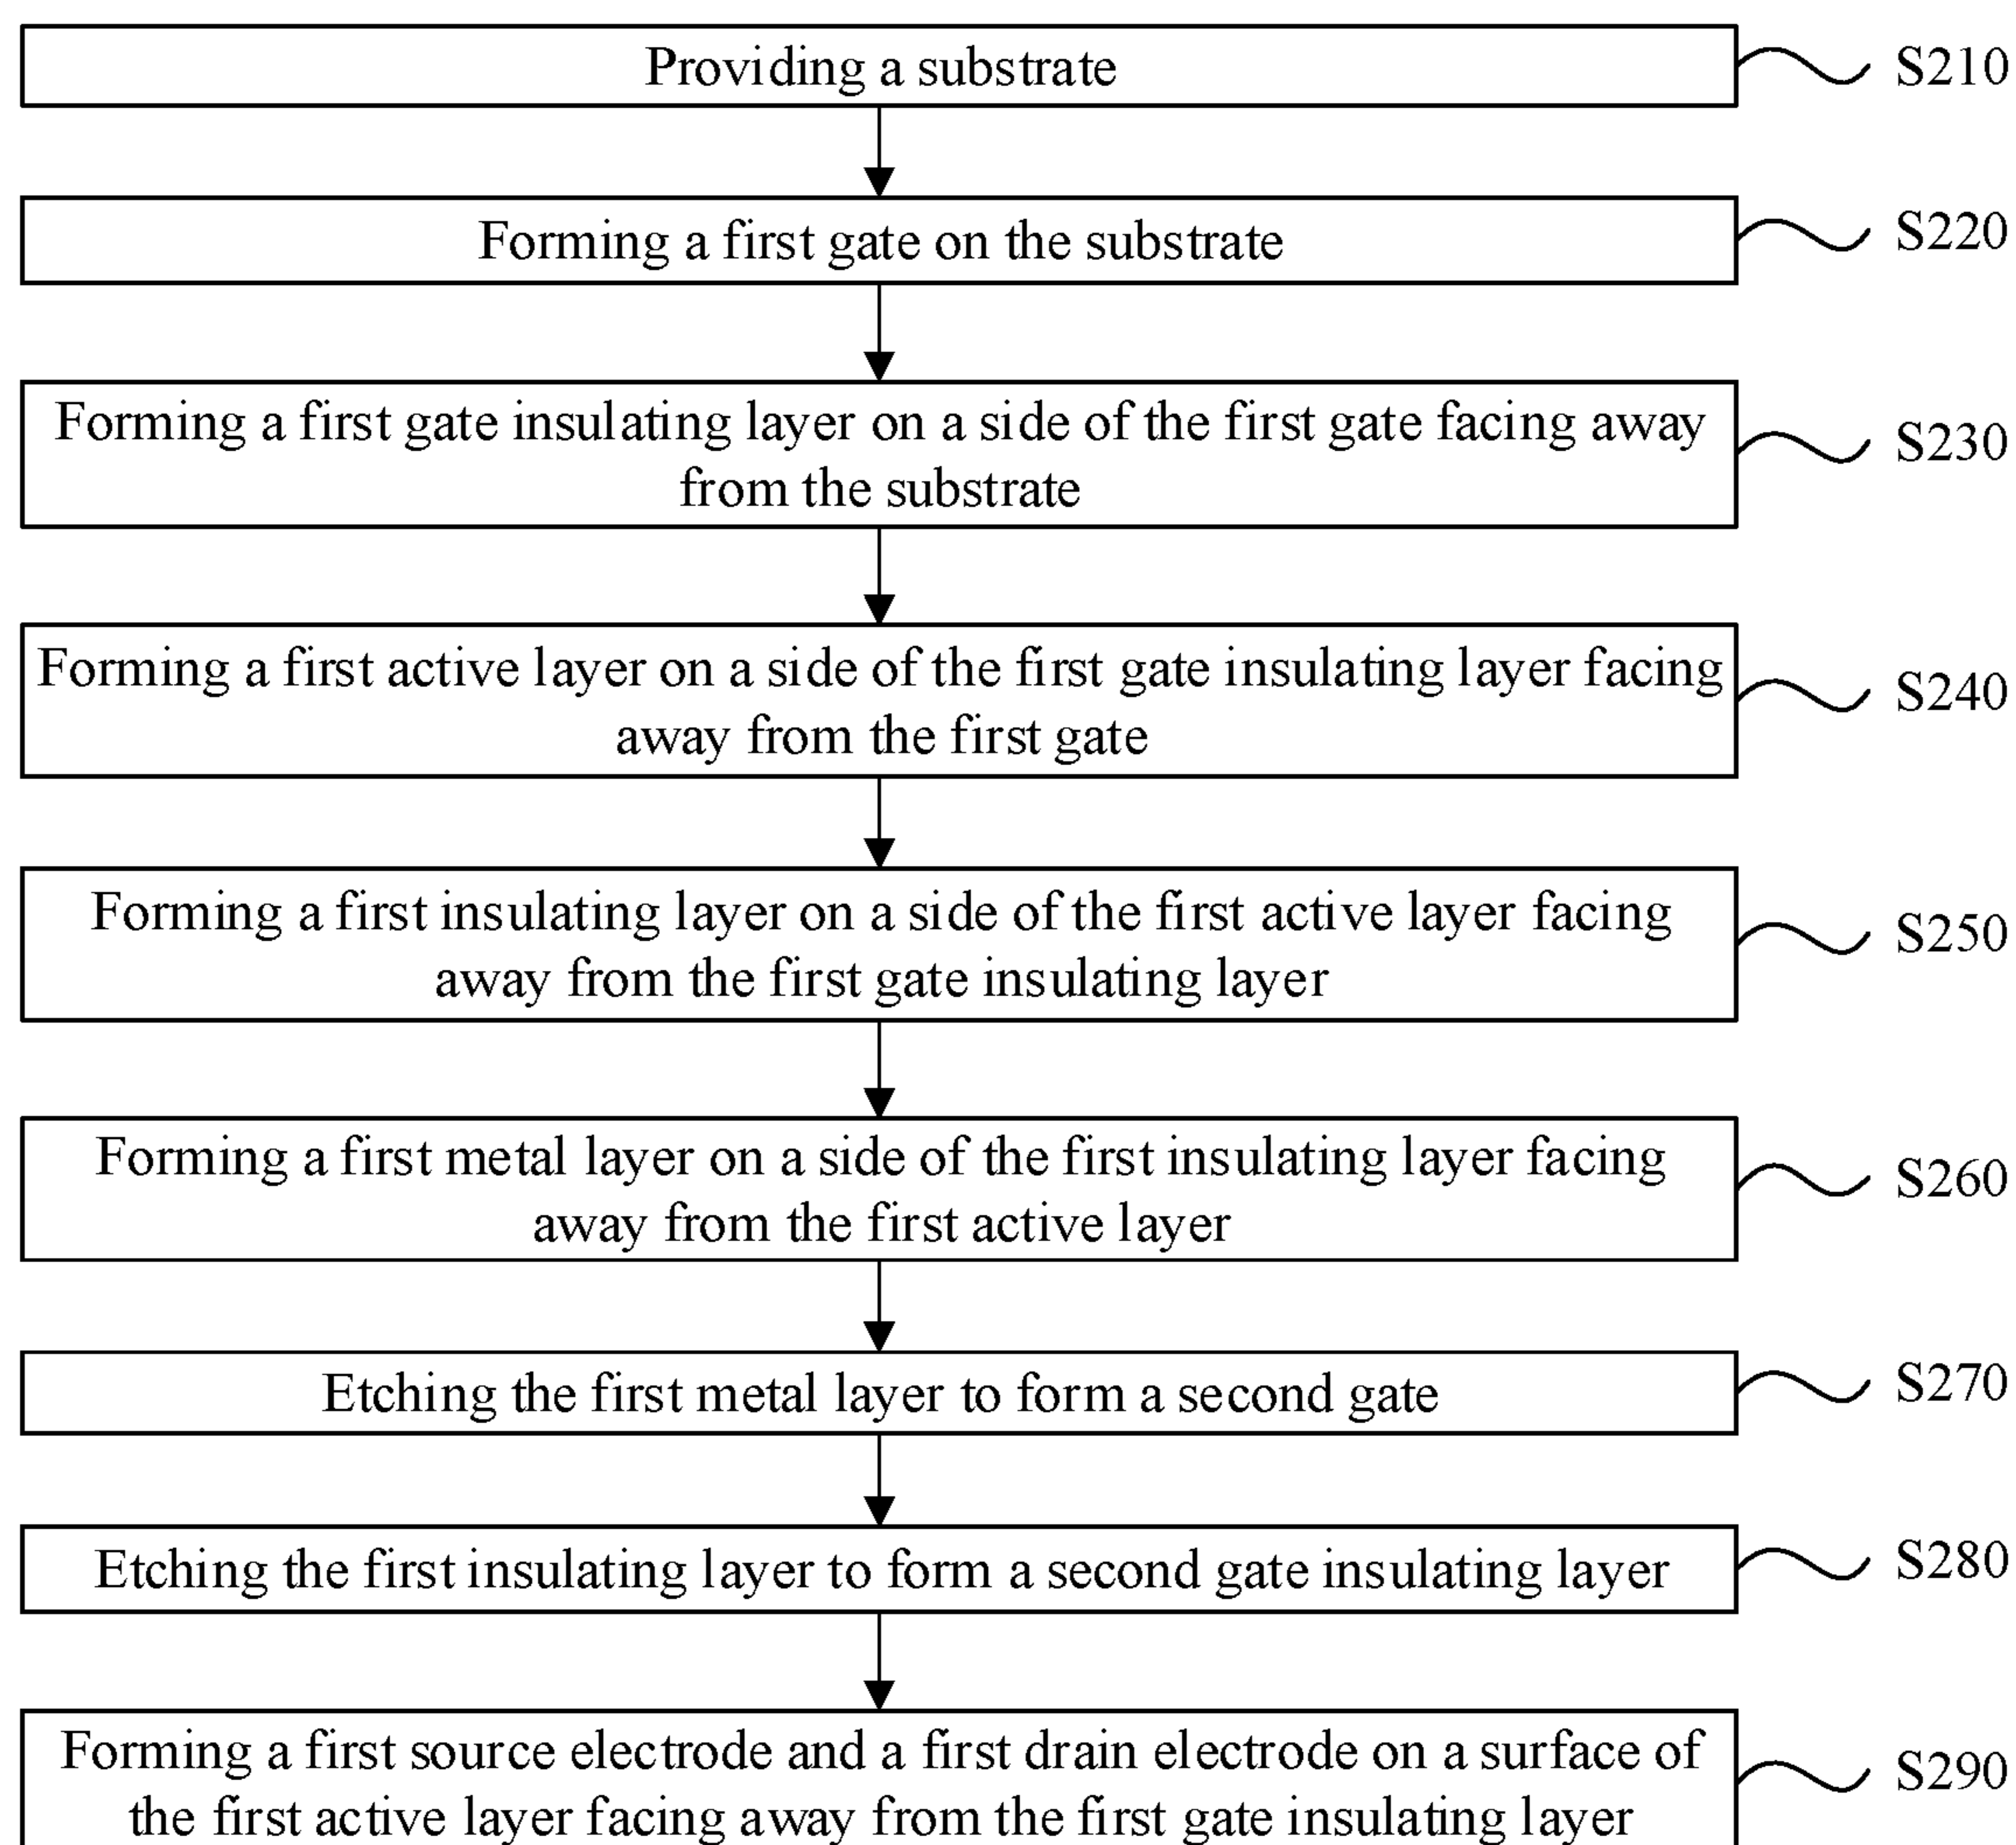 Providing a substrate
S210
Forming a first gate on the substrate
S220
Forming a first gate insulating layer on a side of the first gate facing away
from the substrate
S230
Forming a first active layer on a side of the first gate insulating layer facing
away from the first gate
S240
Forming a first insulating layer on a side of the first active layer facing
away from the first gate insulating layer
S250
Forming a first metal layer on a side of the first insulating layer facing
away from the first active layer
S260
Etching the first metal layer to form a second gate
S270
Etching the first insulating layer to form a second gate insulating layer
S280
Forming a first source electrode and a first drain electrode on a surface of
the first active layer facing away from the first gate insulating layer
S290